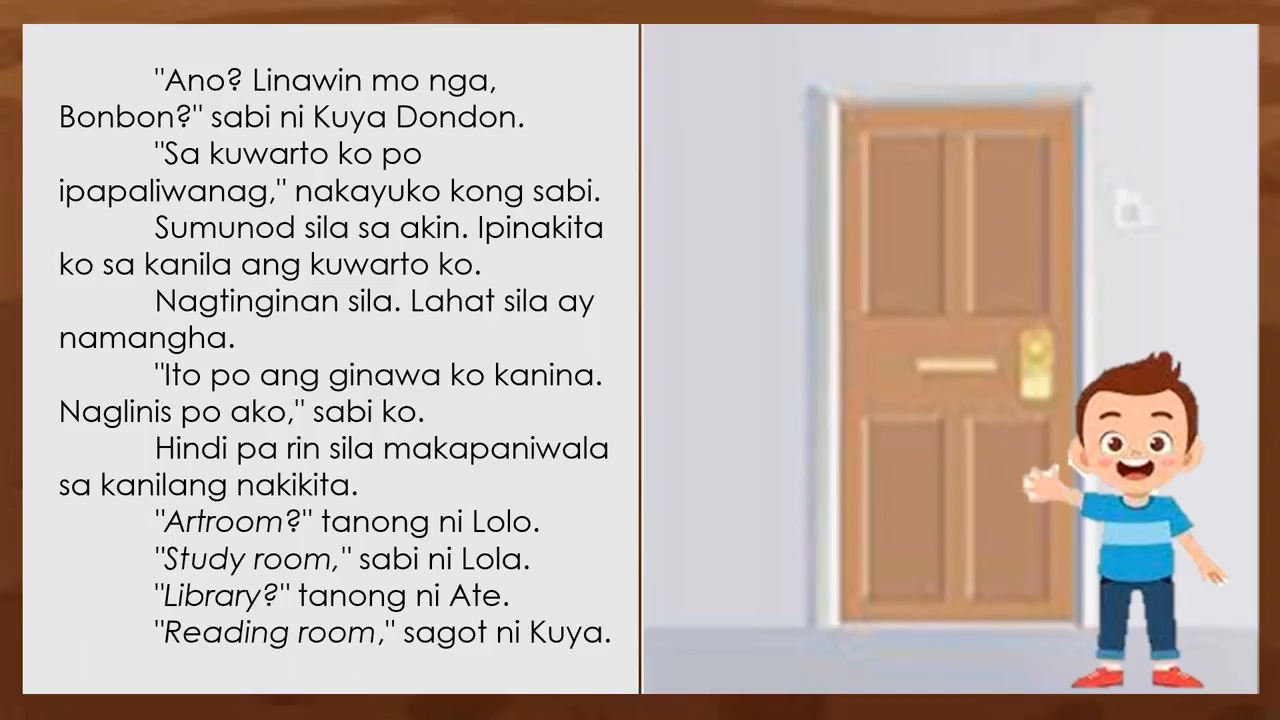 "Ano? Linawin mo nga,
Bonbon?" sabi ni Kuya Dondon.
"Sa kuwarto ko po
ipapaliwanag," nakayuko kong sabi.
Sumunod sila sa akin. Ipinakita
ko sa kanila ang kuwarto ko.
Nagtinginan sila. Lahat sila ay
namangha.
"Ito po ang ginawa ko kanina.
Naglinis po ako," sabi ko.
Hindi pa rin sila makapaniwala
sa kanilang nakikita.
"Artroom?" tanong ni Lolo.
"Study room," sabi ni Lola.
"Library?" tanong ni Ate.
"Reading room," sagot ni Kuya.